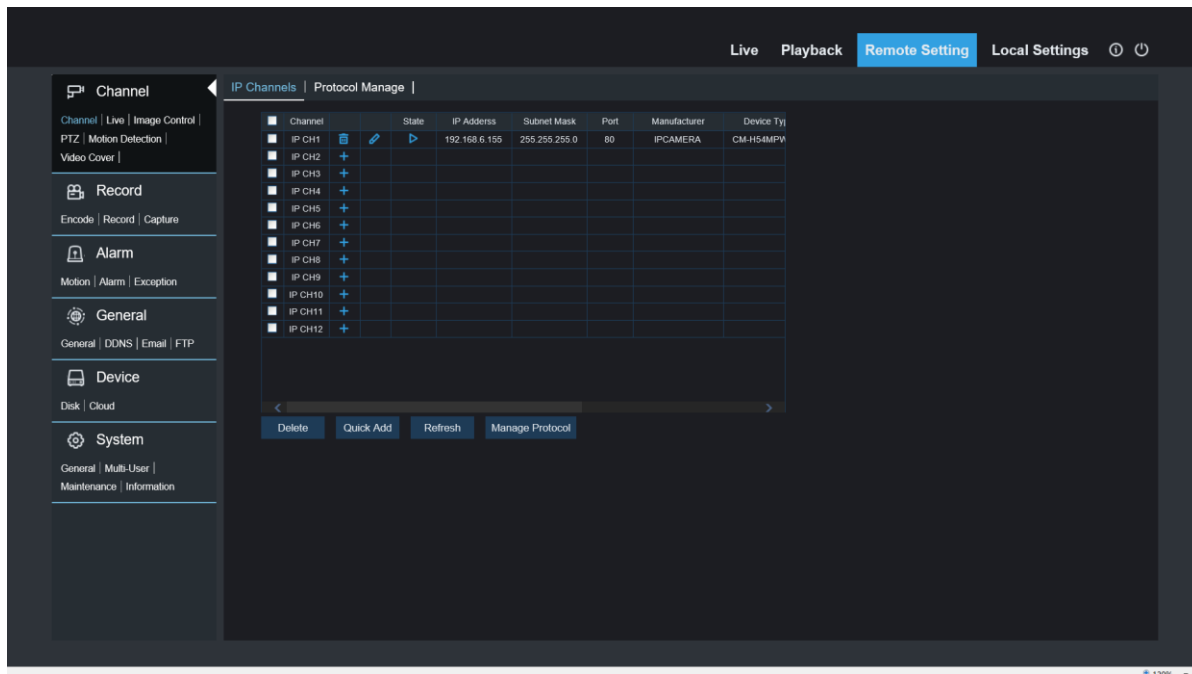 Live Playback Remote Setting Local Settings
Channel
Channel | Live | Image Control |
PTZ | Motion Detection |
Video Cover |
Record
Encode | Record | Capture
Alarm
Motion | Alarm | Exception
General
General | DDNS | Email | FTP
Device
Disk | Cloud
System
General | Multi-User |
Maintenance | Information
IP Channels | Protocol Manage |
Channel State IP Adderss Subnet Mask Port Manufacturer Device Ty
IP CH1 192.168.6.155 255.255.255.0 80 IPCAMERA CM-H54MPW
IP CH2 +
IP CH3 +
IP CH4 +
IP CH5 +
IP CH6 +
IP CH7 +
IP CH8 +
IP CH9 +
IP CH10 +
IP CH11 +
IP CH12 +
Delete Quick Add Refresh Manage Protocol